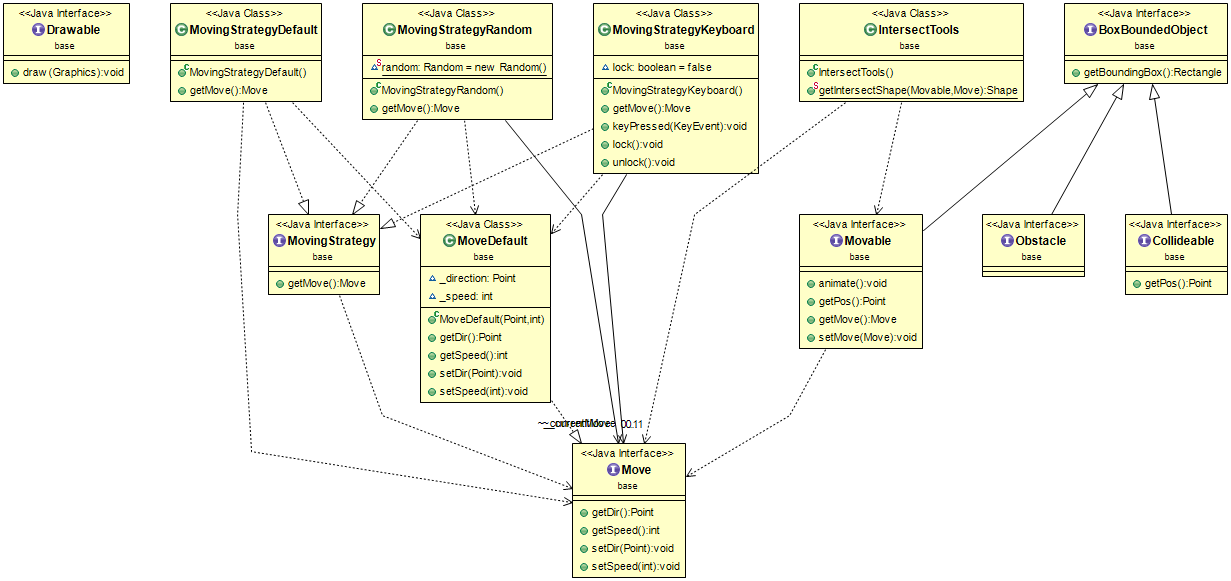 <<Java Interface>>
Drawable
base
draw (Graphics):void
<<Java Class>>
MovingStrategyDefault
base
MovingStrategyDefault()
getMove():Move
<<Java Class>>
MovingStrategyRandom
base
random: Random = new Random()
MovingStrategyRandom()
getMove():Move
<<Java Class>>
MovingStrategyKeyboard
base
lock: boolean = false
MovingStrategyKeyboard()
getMove():Move
keyPressed(KeyEvent):void
lock():void
unlock():void
<<Java Class>>
IntersectTools
base
IntersectTools()
getIntersectShape(Movable,Move):Shape
<<Java Interface>>
BoxBoundedObject
base
getBoundingBox():Rectangle
<<Java Interface>>
MovingStrategy
base
getMove():Move
<<Java Class>>
MoveDefault
base
_direction: Point
_speed: int
MoveDefault(Point,int)
getDir():Point
getSpeed():int
setDir(Point):void
setSpeed(int):void
<<Java Interface>>
Movable
base
animate():void
getPos():Point
getMove():Move
setMove(Move):void
<<Java Interface>>
Obstacle
base
<<Java Interface>>
Collideable
base
getPos():Point
<<Java Interface>>
Move
base
getDir():Point
getSpeed():int
setDir(Point):void
setSpeed(int):void